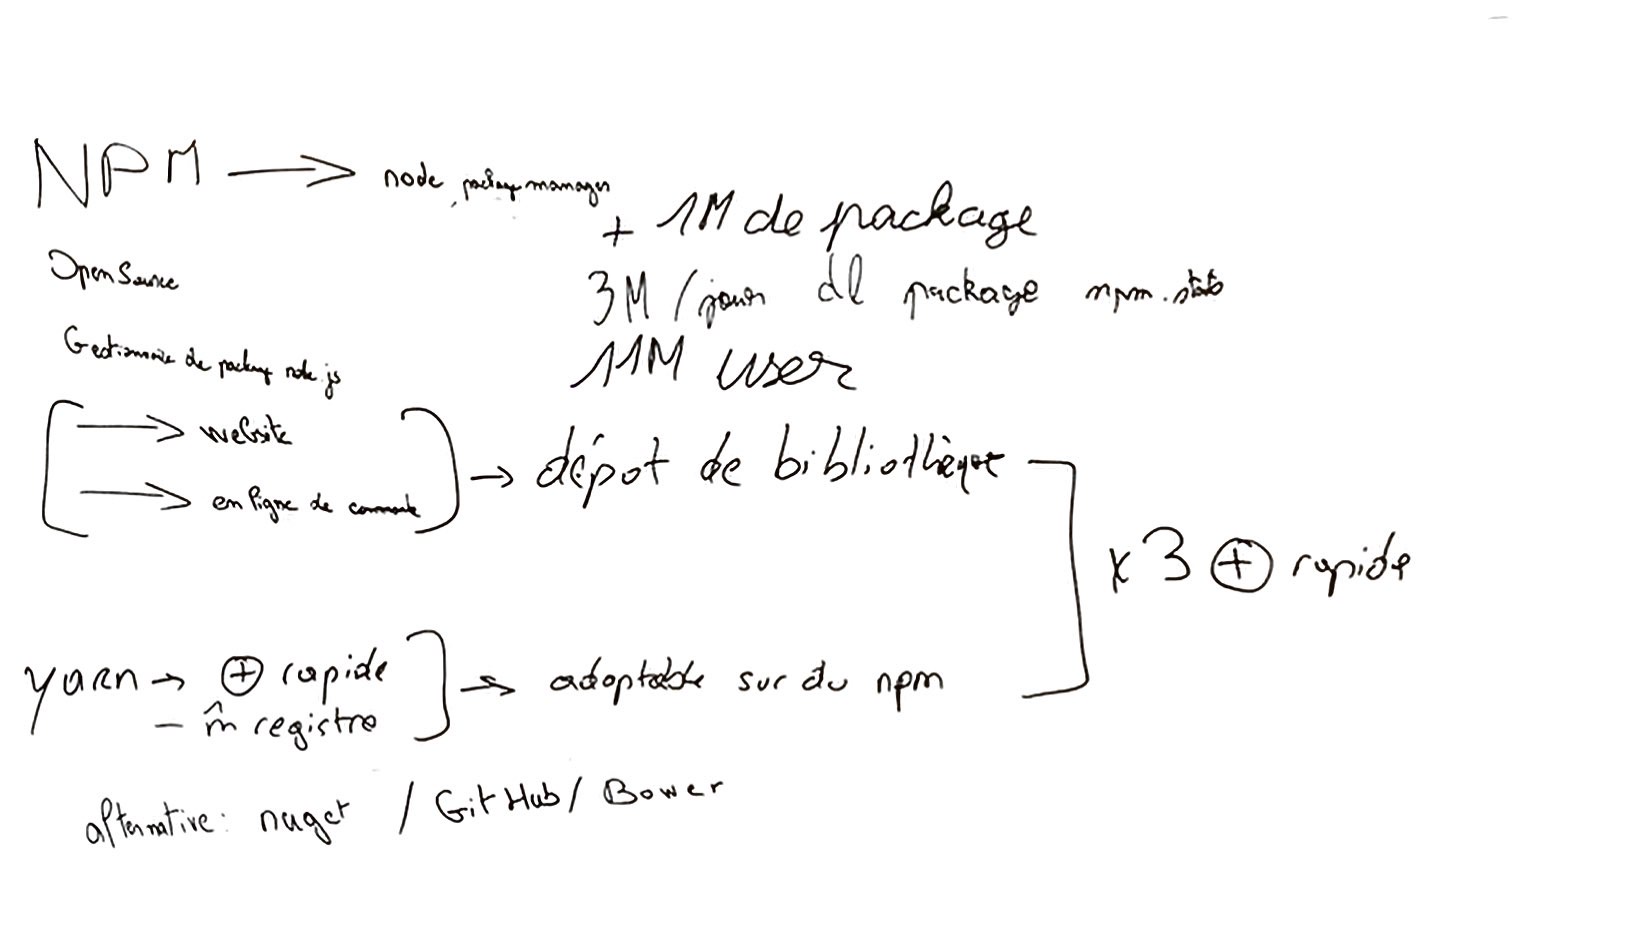 NPM → node package manager
+ 1M de package
OpenSource
3M / jour dl package npm.stats
Gestionnaire de package node.js
11M user
→ website
→ en ligne de commande
→ dépot de bibliothèque
x3 ⊕ rapide
yarn → ⊕ rapide
– m̂ registre
→ adaptable sur du npm
alternative: nuget / GitHub / Bower